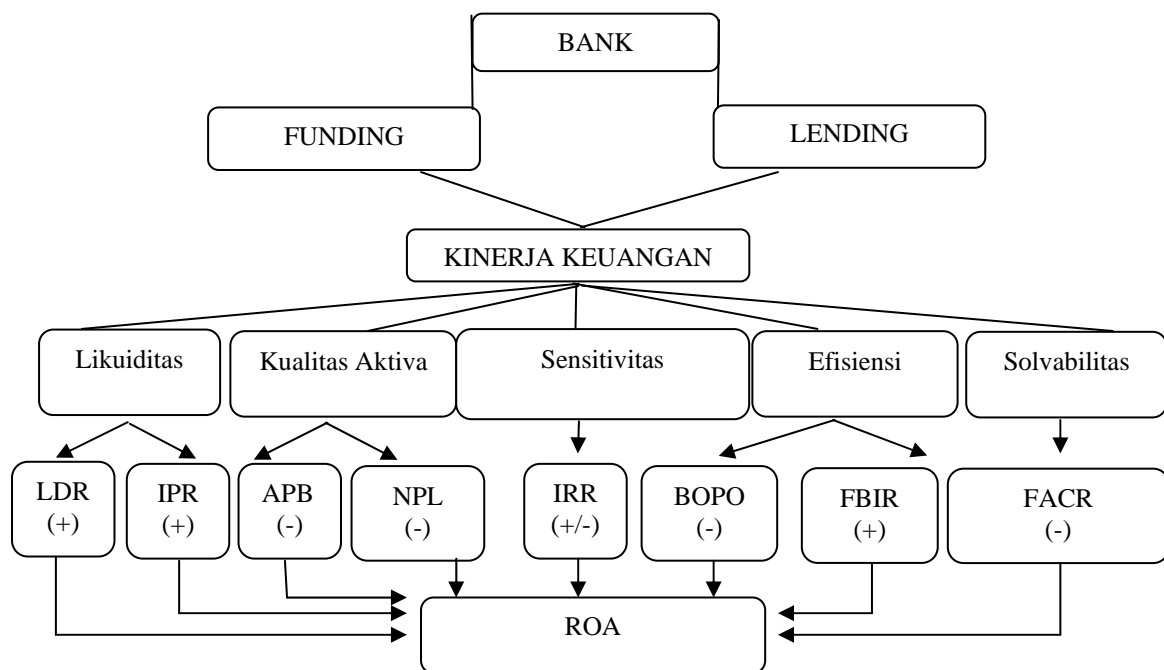 BANK
FUNDING
LENDING
KINERJA KEUANGAN
Likuiditas
Kualitas Aktiva
Sensitivitas
Efisiensi
Solvabilitas
LDR
(+)
IPR
(+)
APB
(-)
NPL
(-)
IRR
(+/-)
BOPO
(-)
FBIR
(+)
FACR
(-)
ROA